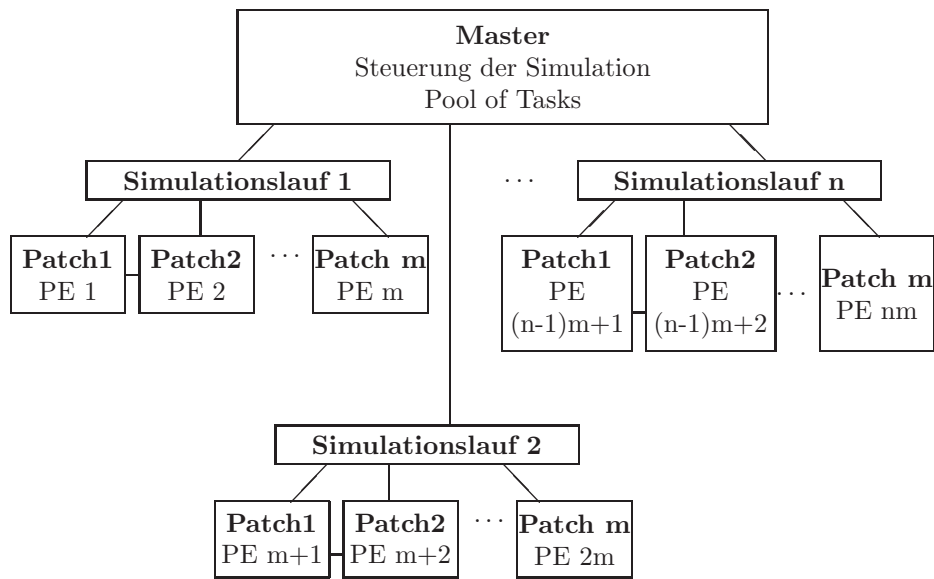 Master
Steuerung der Simulation
Pool of Tasks
Simulationslauf 1
...
Simulationslauf n
Patch1
PE 1
Patch2
PE 2
...
Patch m
PE m
Patch1
PE
(n-1)m+1
Patch2
PE
(n-1)m+2
...
Patch m
PE nm
Simulationslauf 2
Patch1
PE m+1
Patch2
PE m+2
...
Patch m
PE 2m